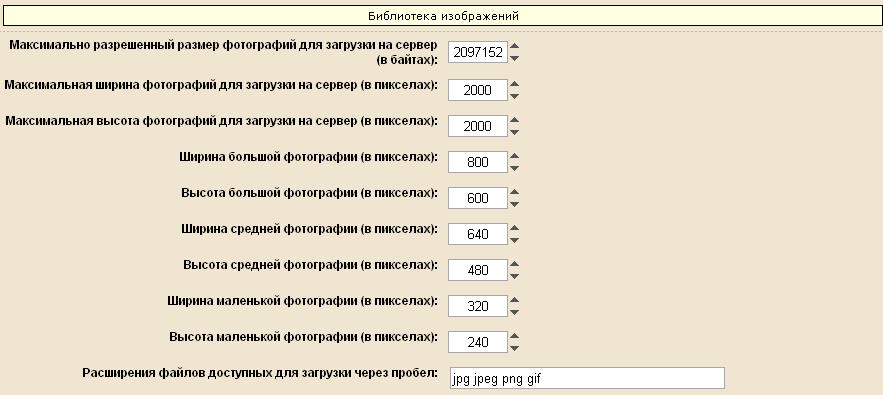 Библиотека изображений
Максимально разрешенный размер фотографий для загрузки на сервер
(в байтах):
2097152
Максимальная ширина фотографий для загрузки на сервер (в пикселах):
2000
Максимальная высота фотографий для загрузки на сервер (в пикселах):
2000
Ширина большой фотографии (в пикселах):
800
Высота большой фотографии (в пикселах):
600
Ширина средней фотографии (в пикселах):
640
Высота средней фотографии (в пикселах):
480
Ширина маленькой фотографии (в пикселах):
320
Высота маленькой фотографии (в пикселах):
240
Расширения файлов доступных для загрузки через пробел:
jpg jpeg png gif